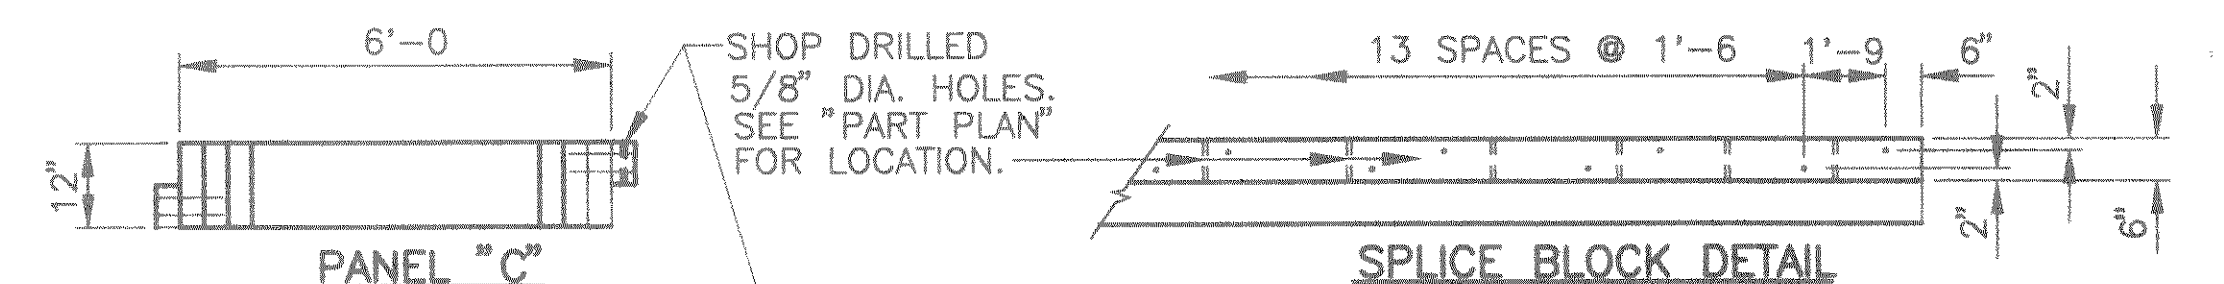 6'-0
12"
PANEL "C"
SHOP DRILLED
5/8" DIA. HOLES.
SEE "PART PLAN"
FOR LOCATION.
13 SPACES @ 1'-6
1'-9
6"
2"
2"
6"
SPLICE BLOCK DETAIL